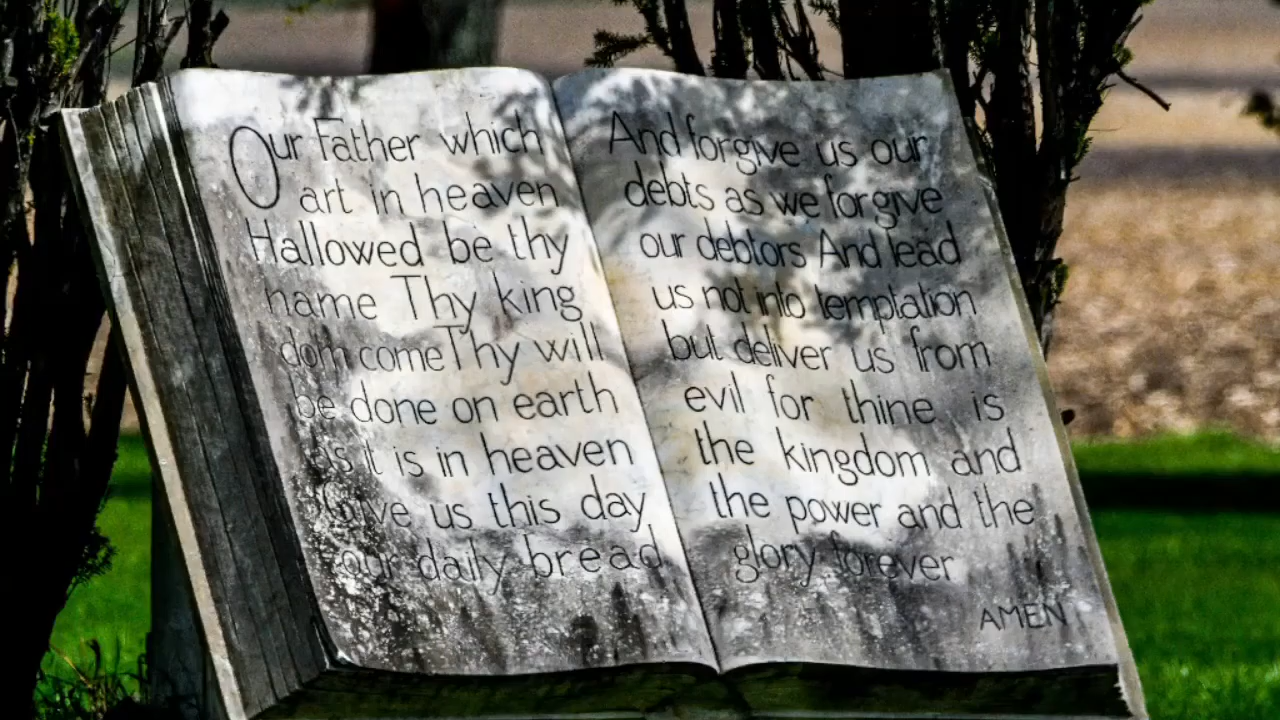 Our Father which
art in heaven
Hallowed be thy
name Thy king
dom come Thy will
be done on earth
as it is in heaven
Give us this day
our daily bread
And forgive us our
debts as we forgive
our debtors And lead
us not into temptation
but deliver us from
evil for thine is
the kingdom and
the power and the
glory forever
AMEN